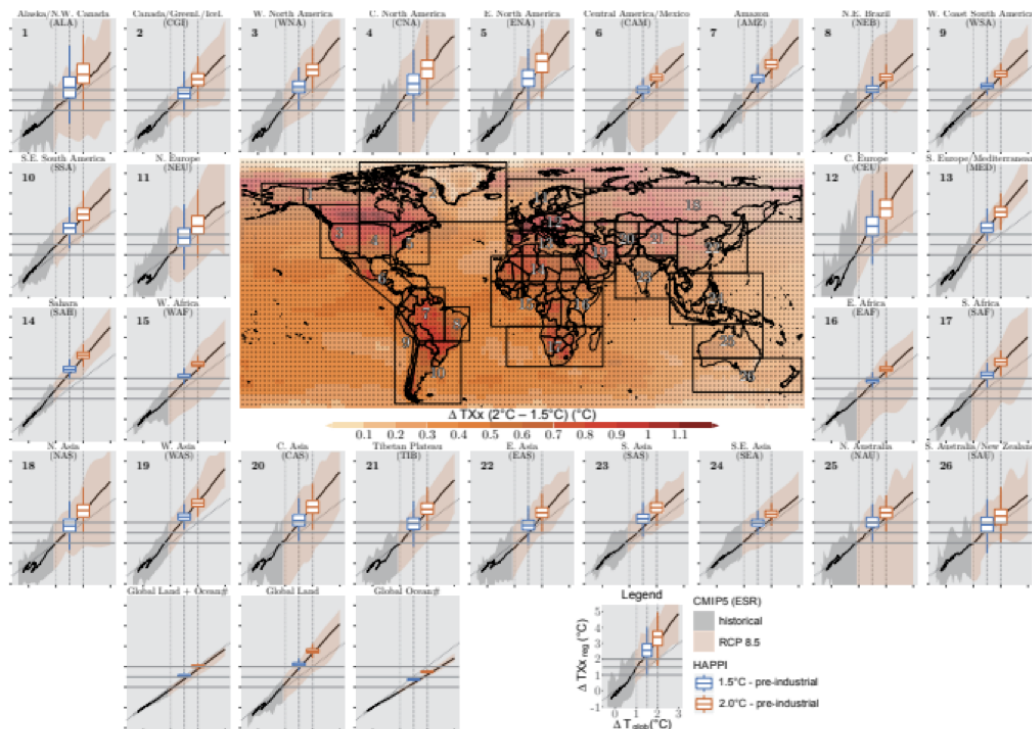 Alaska/N.W. Canada (ALA)
Canada/Greenl./Icel. (CGI)
W. North America (WNA)
C. North America (CNA)
E. North America (ENA)
Central America/Mexico (CAM)
Amazon (AMZ)
N.E. Brazil (NEB)
W. Coast South America (WSA)
1
2
3
4
5
6
7
8
9
S.E. South America (SSA)
N. Europe (NEU)
C. Europe (CEU)
S. Europe/Mediterranean (MED)
10
11
12
13
Sahara (SAH)
W. Africa (WAF)
E. Africa (EAF)
S. Africa (SAF)
14
15
16
17
Δ TXx (2°C – 1.5°C) (°C)
0.1 0.2 0.3 0.4 0.5 0.6 0.7 0.8 0.9 1 1.1
N. Asia (NAS)
W. Asia (WAS)
C. Asia (CAS)
Tibetan Plateau (TIB)
E. Asia (EAS)
S. Asia (SAS)
S.E. Asia (SEA)
N. Australia (NAU)
S. Australia/New Zealand (SAU)
18
19
20
21
22
23
24
25
26
Global Land + Ocean#
Global Land
Global Ocean#
Legend
5
4
3
2
1
0
-1
Δ TXx reg (°C)
0 1 2 3
Δ T glob (°C)
CMIP5 (ESR)
historical
RCP 8.5
HAPPI
1.5°C - pre-industrial
2.0°C - pre-industrial